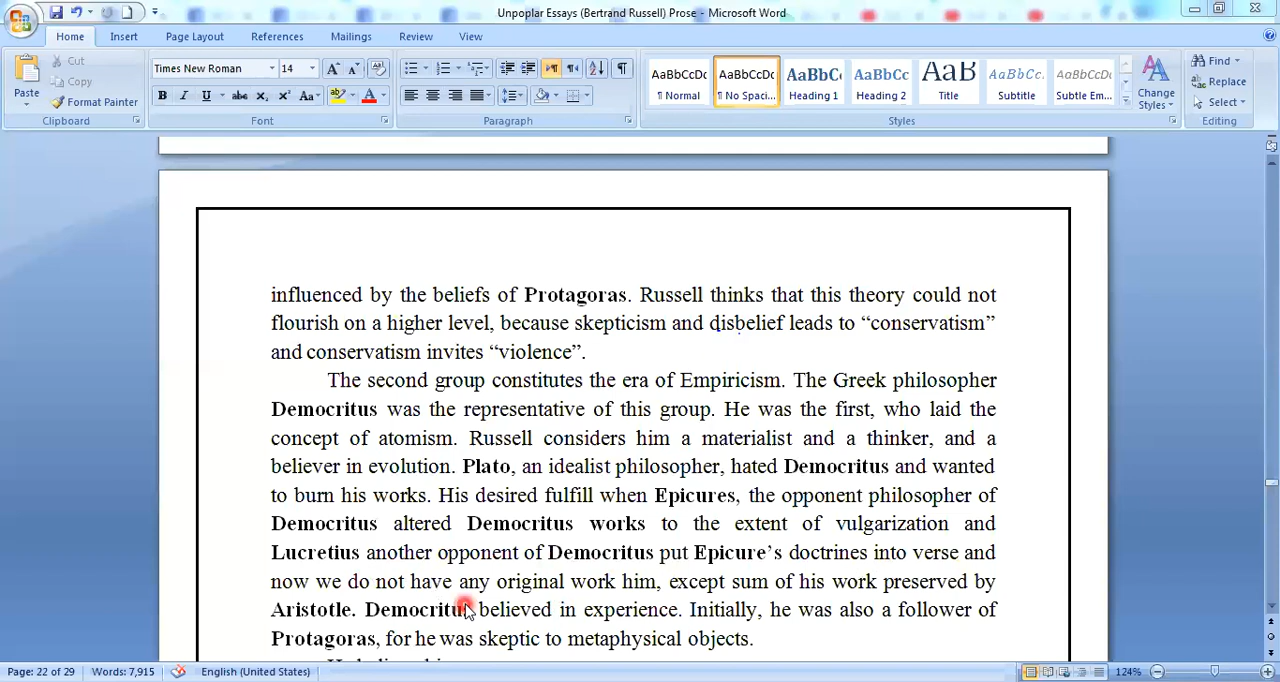 Unpoplar Essays (Bertrand Russell) Prose - Microsoft Word
Home Insert Page Layout References Mailings Review View
Paste
Cut
Copy
Format Painter
Clipboard
Times New Roman 14
Font
Paragraph
AaBbCcDc AaBbCcDc AaBbC AaBbCc AaB AaBbCc AaBbCcDc
¶ Normal ¶ No Spaci... Heading 1 Heading 2 Title Subtitle Subtle Em...
Change Styles
Styles
Find
Replace
Select
Editing
influenced by the beliefs of Protagoras. Russell thinks that this theory could not
flourish on a higher level, because skepticism and disbelief leads to “conservatism”
and conservatism invites “violence”.
The second group constitutes the era of Empiricism. The Greek philosopher
Democritus was the representative of this group. He was the first, who laid the
concept of atomism. Russell considers him a materialist and a thinker, and a
believer in evolution. Plato, an idealist philosopher, hated Democritus and wanted
to burn his works. His desired fulfill when Epicures, the opponent philosopher of
Democritus altered Democritus works to the extent of vulgarization and
Lucretius another opponent of Democritus put Epicure’s doctrines into verse and
now we do not have any original work him, except sum of his work preserved by
Aristotle. Democritus believed in experience. Initially, he was also a follower of
Protagoras, for he was skeptic to metaphysical objects.
Page: 22 of 29 Words: 7,915 English (United States) 124%